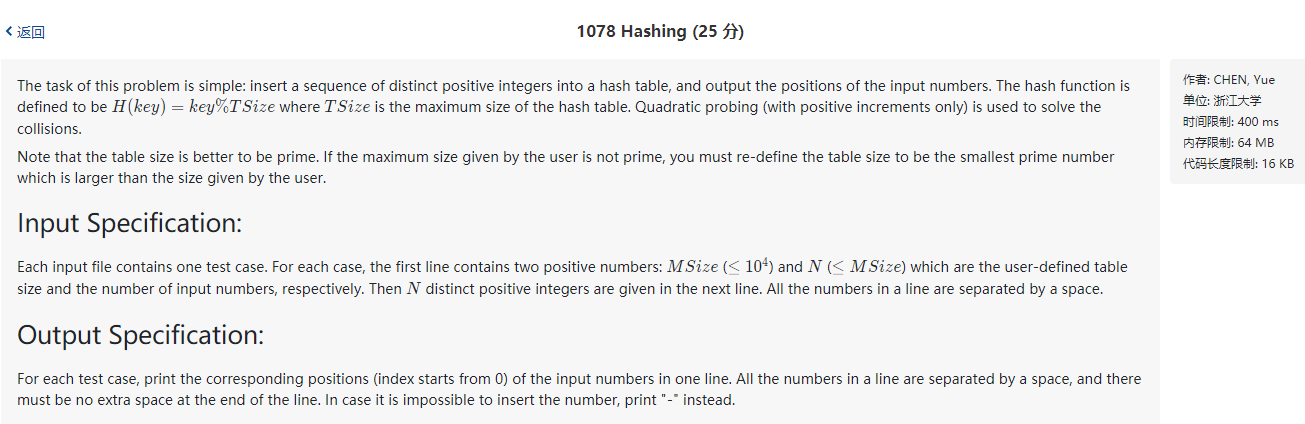 返回
1078 Hashing (25 分)
The task of this problem is simple: insert a sequence of distinct positive integers into a hash table, and output the positions of the input numbers. The hash function is
defined to be H(key) = key%TSize where TSize is the maximum size of the hash table. Quadratic probing (with positive increments only) is used to solve the
collisions.
Note that the table size is better to be prime. If the maximum size given by the user is not prime, you must re-define the table size to be the smallest prime number
which is larger than the size given by the user.
Input Specification:
Each input file contains one test case. For each case, the first line contains two positive numbers: MSize (≤ 10⁴) and N (≤ MSize) which are the user-defined table
size and the number of input numbers, respectively. Then N distinct positive integers are given in the next line. All the numbers in a line are separated by a space.
Output Specification:
For each test case, print the corresponding positions (index starts from 0) of the input numbers in one line. All the numbers in a line are separated by a space, and there
must be no extra space at the end of the line. In case it is impossible to insert the number, print "-" instead.
作者: CHEN, Yue
单位: 浙江大学
时间限制: 400 ms
内存限制: 64 MB
代码长度限制: 16 KB